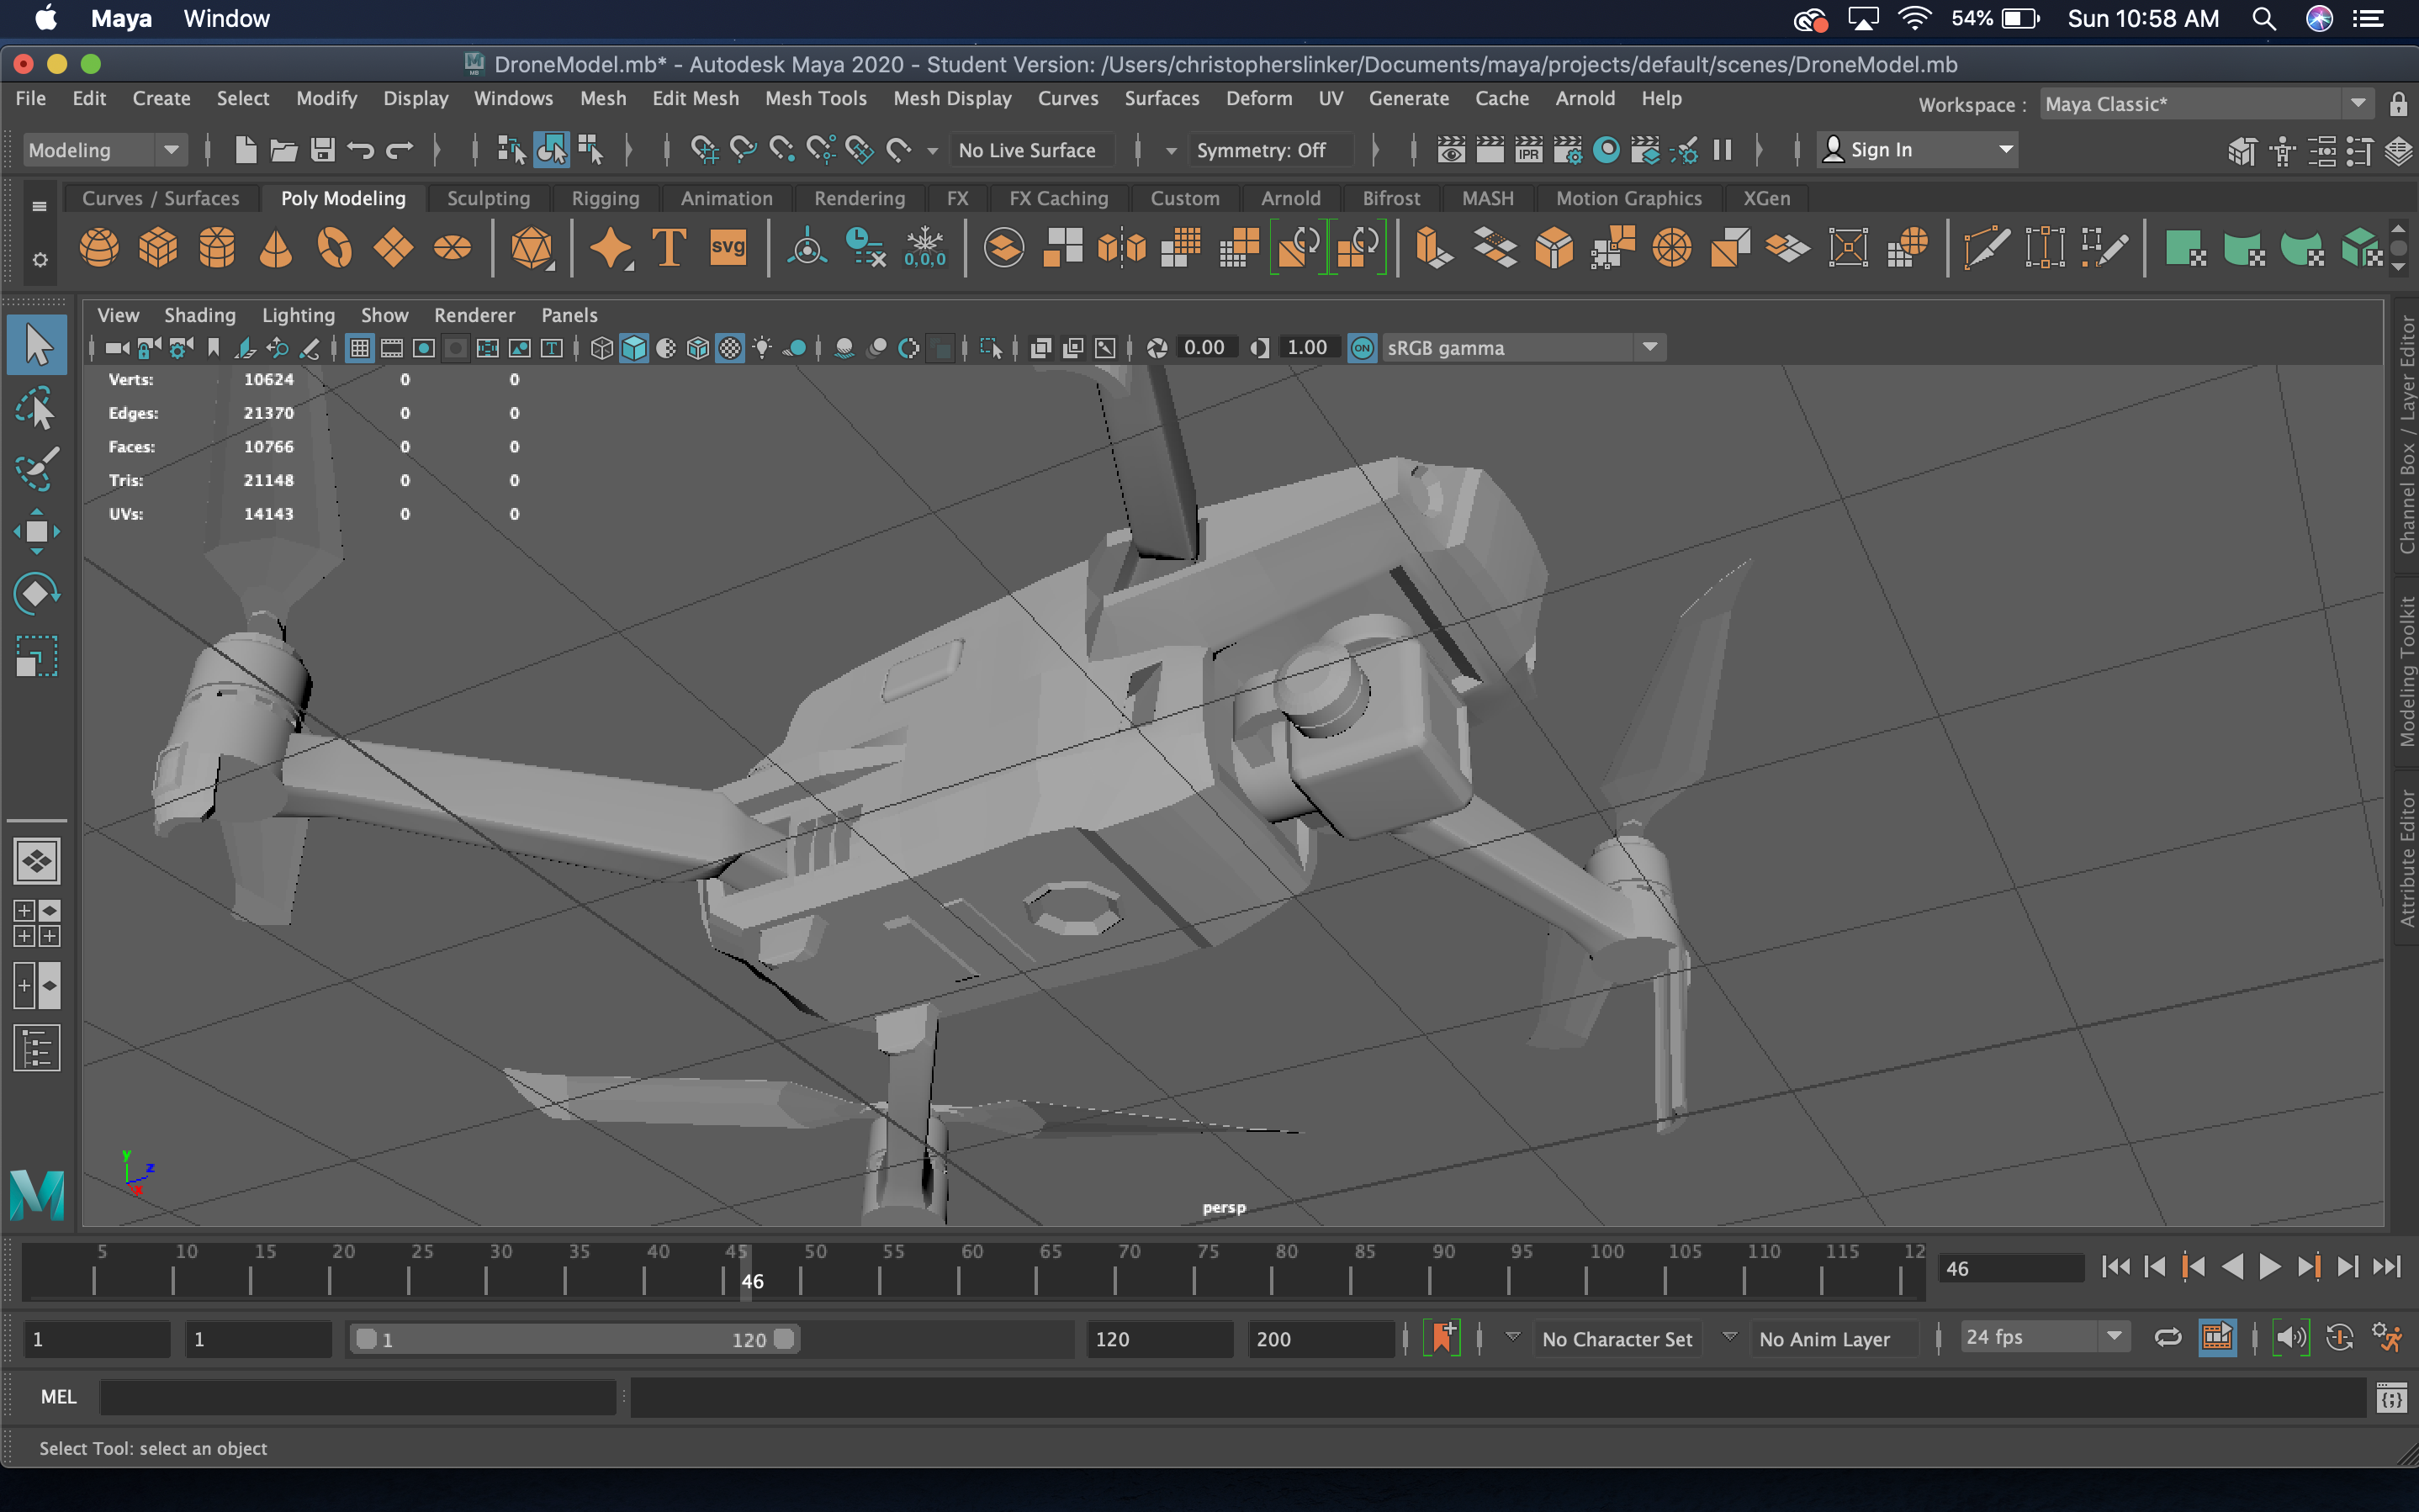 Maya Window 54% Sun 10:58 AM
DroneModel.mb* - Autodesk Maya 2020 - Student Version: /Users/christopherslinker/Documents/maya/projects/default/scenes/DroneModel.mb
File Edit Create Select Modify Display Windows Mesh Edit Mesh Mesh Tools Mesh Display Curves Surfaces Deform UV Generate Cache Arnold Help Workspace : Maya Classic*
Modeling No Live Surface Symmetry: Off IPR Sign In
Curves / Surfaces Poly Modeling Sculpting Rigging Animation Rendering FX FX Caching Custom Arnold Bifrost MASH Motion Graphics XGen
T svg 0,0,0
View Shading Lighting Show Renderer Panels
T 0.00 1.00 ON sRGB gamma
Verts: 10624 0 0
Edges: 21370 0 0
Faces: 10766 0 0
Tris: 21148 0 0
UVs: 14143 0 0
Channel Box / Layer Editor
Modeling Toolkit
Attribute Editor
y
z
x
persp
M
5 10 15 20 25 30 35 40 45 50 55 60 65 70 75 80 85 90 95 100 105 110 115 12
46 46
1 1 1 120 120 200 No Character Set No Anim Layer 24 fps
MEL
Select Tool: select an object